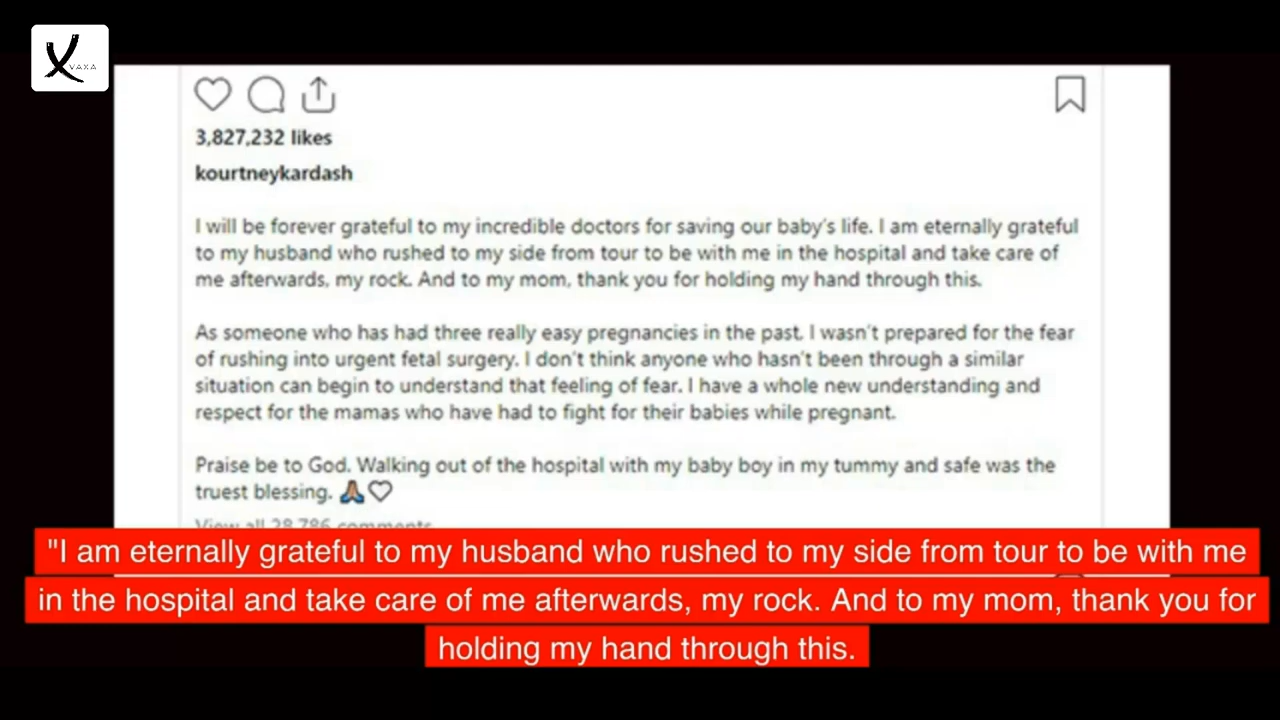 X VAXA
3,827,232 likes
kourtneykardash
I will be forever grateful to my incredible doctors for saving our baby's life. I am eternally grateful
to my husband who rushed to my side from tour to be with me in the hospital and take care of
me afterwards, my rock. And to my mom, thank you for holding my hand through this.
As someone who has had three really easy pregnancies in the past, I wasn't prepared for the fear
of rushing into urgent fetal surgery. I don't think anyone who hasn't been through a similar
situation can begin to understand that feeling of fear. I have a whole new understanding and
respect for the mamas who have had to fight for their babies while pregnant.
Praise be to God. Walking out of the hospital with my baby boy in my tummy and safe was the
truest blessing. 🙏🏽🤍
View all 28,786 comments
"I am eternally grateful to my husband who rushed to my side from tour to be with me
in the hospital and take care of me afterwards, my rock. And to my mom, thank you for
holding my hand through this.